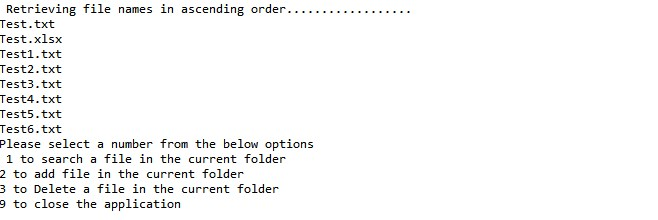 Retrieving file names in ascending order..................
Test.txt
Test.xlsx
Test1.txt
Test2.txt
Test3.txt
Test4.txt
Test5.txt
Test6.txt
Please select a number from the below options
1 to search a file in the current folder
2 to add file in the current folder
3 to Delete a file in the current folder
9 to close the application